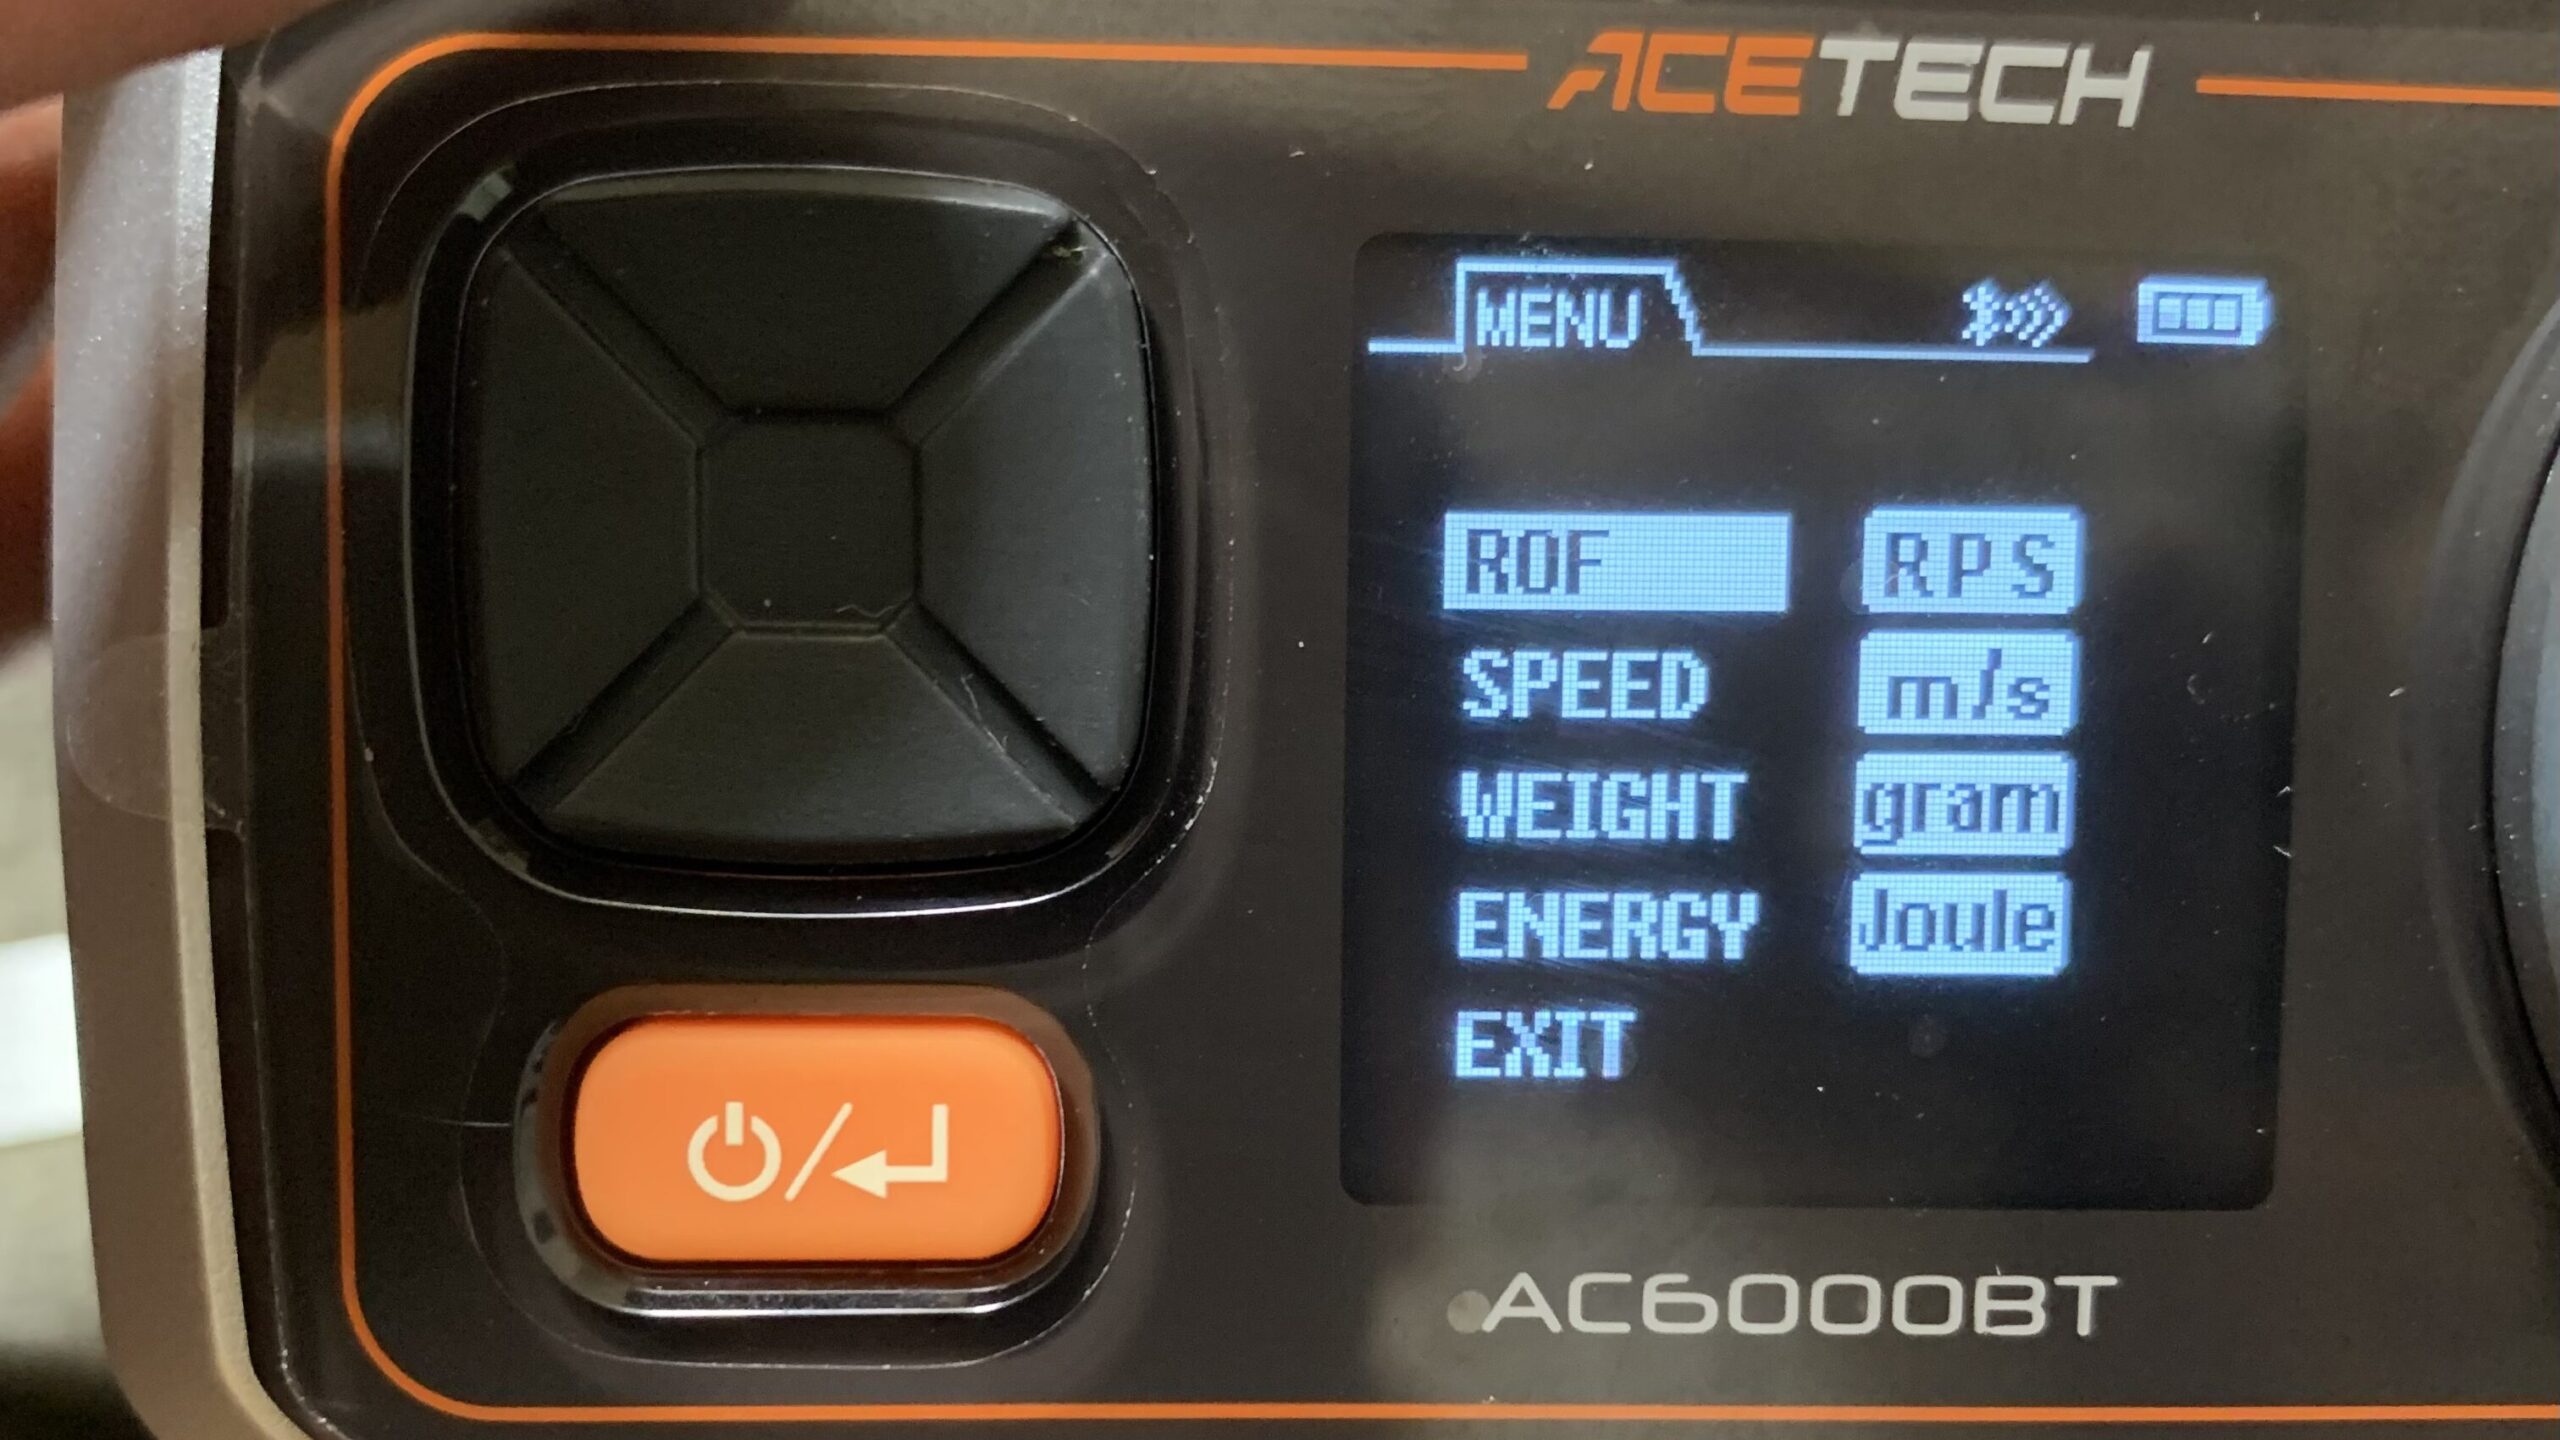 ACETECH
MENU
ROF RPS
SPEED m/s
WEIGHT gram
ENERGY Joule
EXIT
AC6000BT